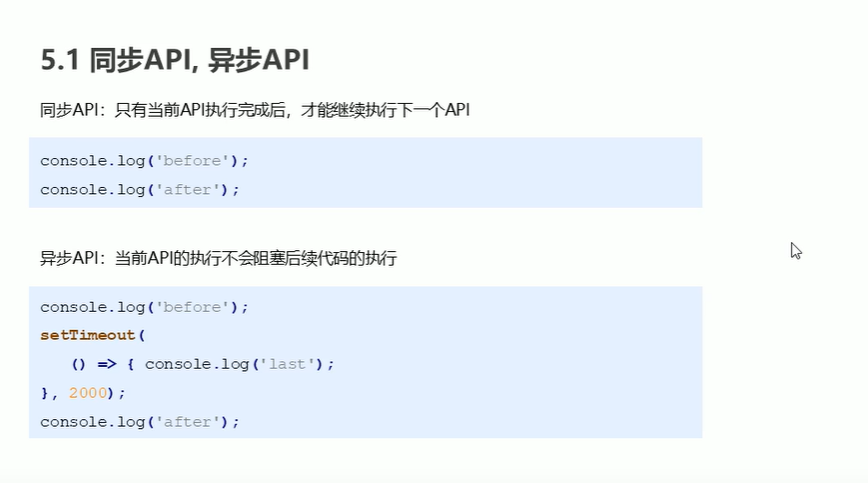 5.1 同步API, 异步API
同步API：只有当前API执行完成后，才能继续执行下一个API
console.log('before');
console.log('after');
异步API：当前API的执行不会阻塞后续代码的执行
console.log('before');
setTimeout(
() => { console.log('last');
}, 2000);
console.log('after');